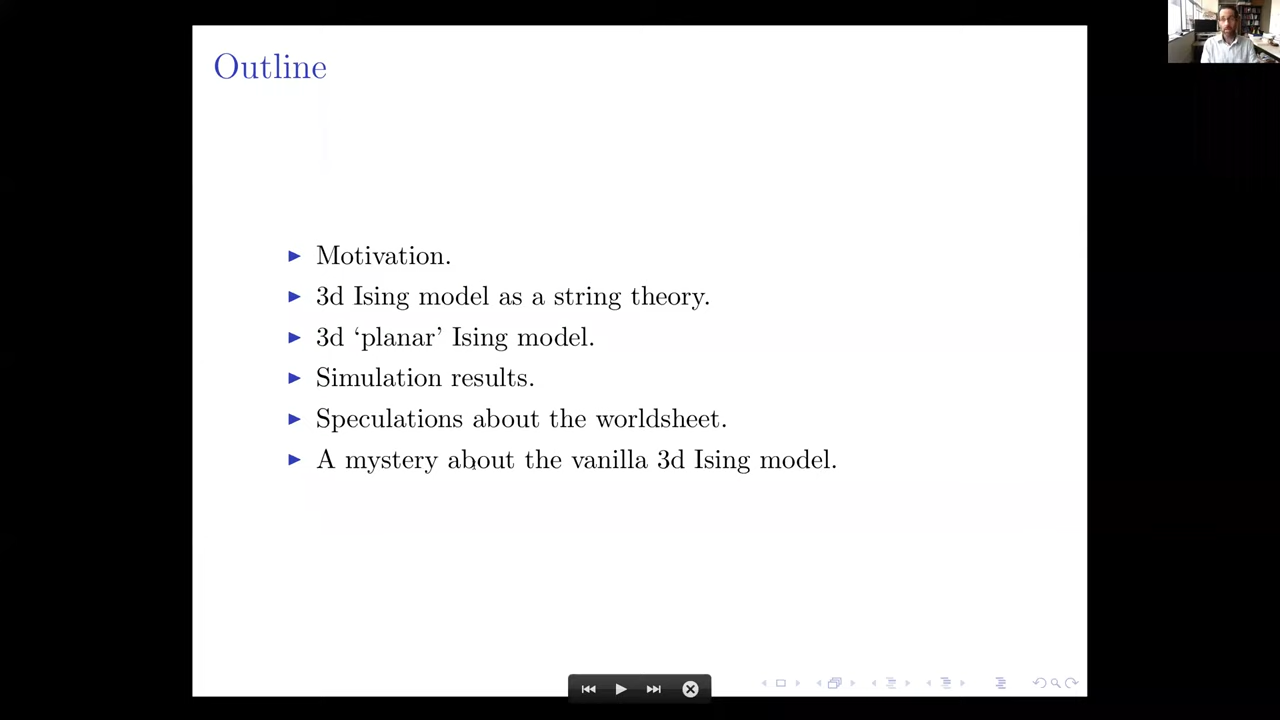 Outline
Motivation.
3d Ising model as a string theory.
3d ‘planar’ Ising model.
Simulation results.
Speculations about the worldsheet.
A mystery about the vanilla 3d Ising model.